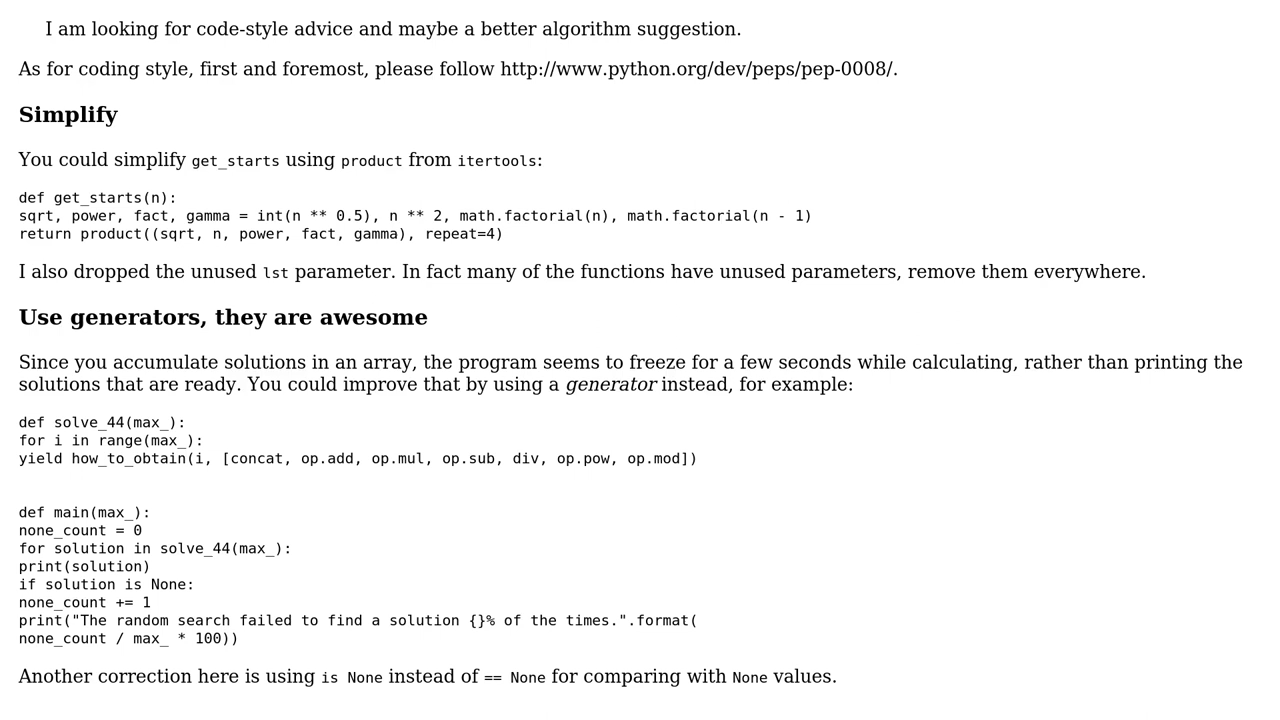 I am looking for code-style advice and maybe a better algorithm suggestion.
As for coding style, first and foremost, please follow http://www.python.org/dev/peps/pep-0008/.
Simplify
You could simplify get_starts using product from itertools:
def get_starts(n):
sqrt, power, fact, gamma = int(n ** 0.5), n ** 2, math.factorial(n), math.factorial(n - 1)
return product((sqrt, n, power, fact, gamma), repeat=4)
I also dropped the unused lst parameter. In fact many of the functions have unused parameters, remove them everywhere.
Use generators, they are awesome
Since you accumulate solutions in an array, the program seems to freeze for a few seconds while calculating, rather than printing the
solutions that are ready. You could improve that by using a generator instead, for example:
def solve_44(max_):
for i in range(max_):
yield how_to_obtain(i, [concat, op.add, op.mul, op.sub, div, op.pow, op.mod])
def main(max_):
none_count = 0
for solution in solve_44(max_):
print(solution)
if solution is None:
none_count += 1
print("The random search failed to find a solution {}% of the times.".format(
none_count / max_ * 100))
Another correction here is using is None instead of == None for comparing with None values.